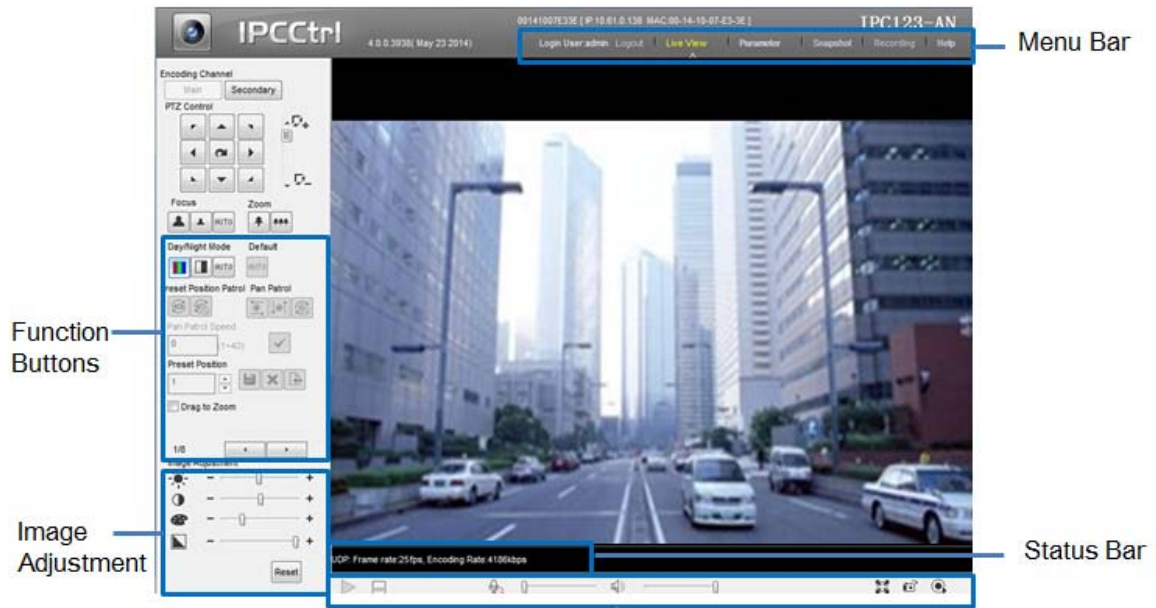 00141007E33E [ IP:10.61.0.138 MAC:00-14-10-07-E3-3E ]
IPC123-AN
IPCCtrl
4.0.0.3938( May 23 2014)
Login User:admin Logout Live View Parameter Snapshot Recording Help
Menu Bar
Encoding Channel
Main Secondary
PTZ Control
Focus Zoom
AUTO
Day/Night Mode Default
AUTO AUTO
Preset Position Patrol Pan Patrol
Pan Patrol Speed
0 (1~42)
Function
Buttons
Preset Position
1
Drag to Zoom
1/8
Image Adjustment
- +
- +
- +
- +
Image
Adjustment
Reset
UDP: Frame rate:25fps, Encoding Rate:4186kbps
Status Bar